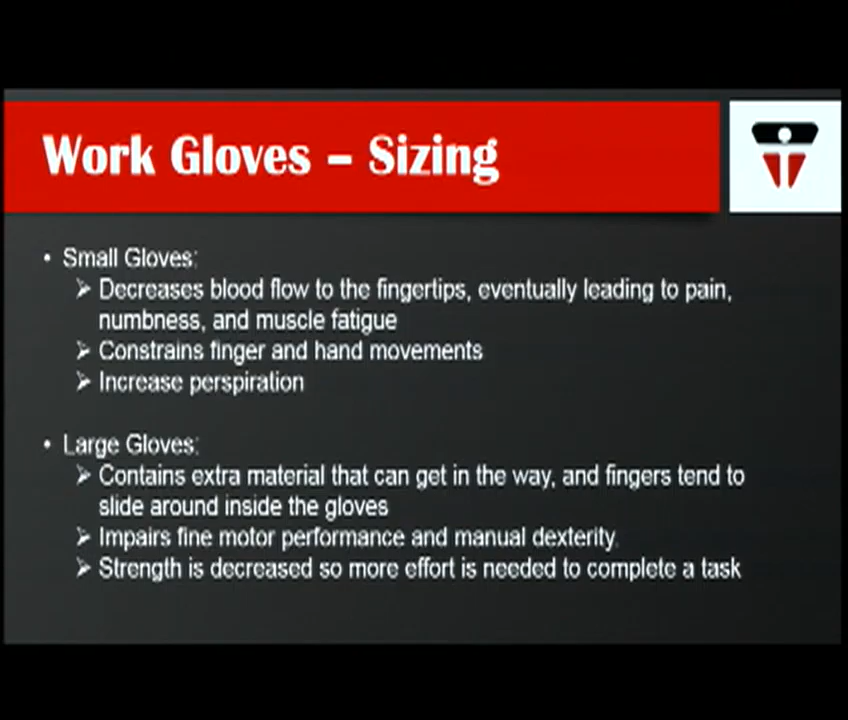 Work Gloves – Sizing
• Small Gloves:
➢ Decreases blood flow to the fingertips, eventually leading to pain,
numbness, and muscle fatigue
➢ Constrains finger and hand movements
➢ Increase perspiration
• Large Gloves:
➢ Contains extra material that can get in the way, and fingers tend to
slide around inside the gloves
➢ Impairs fine motor performance and manual dexterity.
➢ Strength is decreased so more effort is needed to complete a task